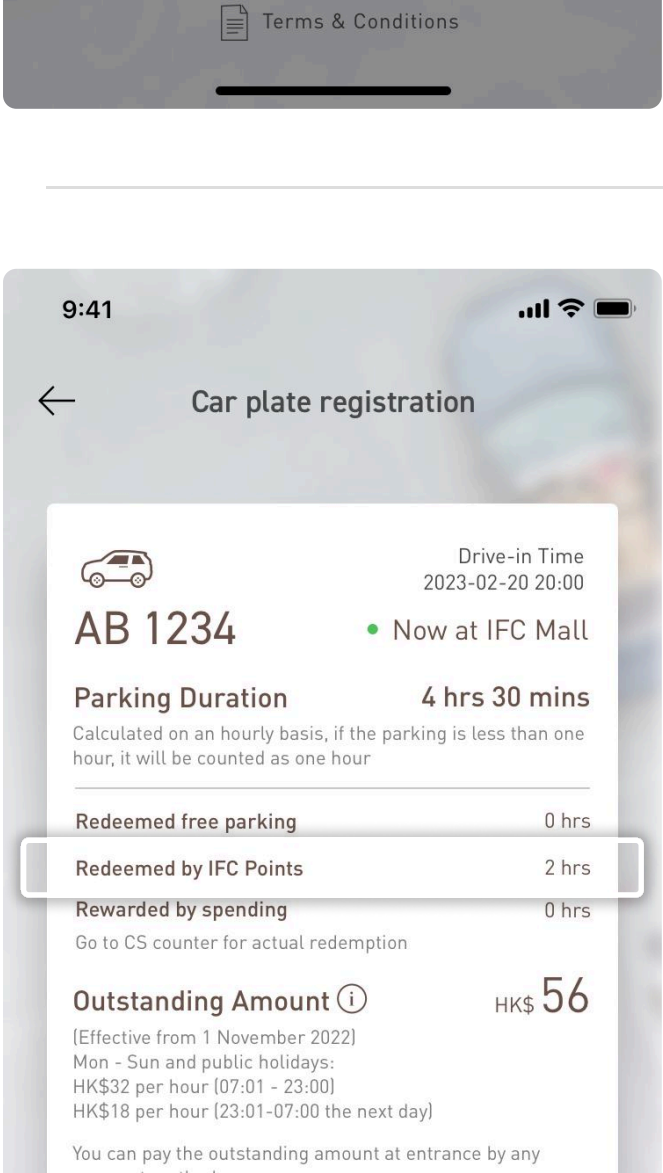 Terms & Conditions
9:41
Car plate registration
Drive-in Time
2023-02-20 20:00
AB 1234
Now at IFC Mall
Parking Duration 4 hrs 30 mins
Calculated on an hourly basis, if the parking is less than one
hour, it will be counted as one hour
Redeemed free parking 0 hrs
Redeemed by IFC Points 2 hrs
Rewarded by spending 0 hrs
Go to CS counter for actual redemption
Outstanding Amount HK$ 56
(Effective from 1 November 2022)
Mon - Sun and public holidays:
HK$32 per hour (07:01 - 23:00)
HK$18 per hour (23:01-07:00 the next day)
You can pay the outstanding amount at entrance by any